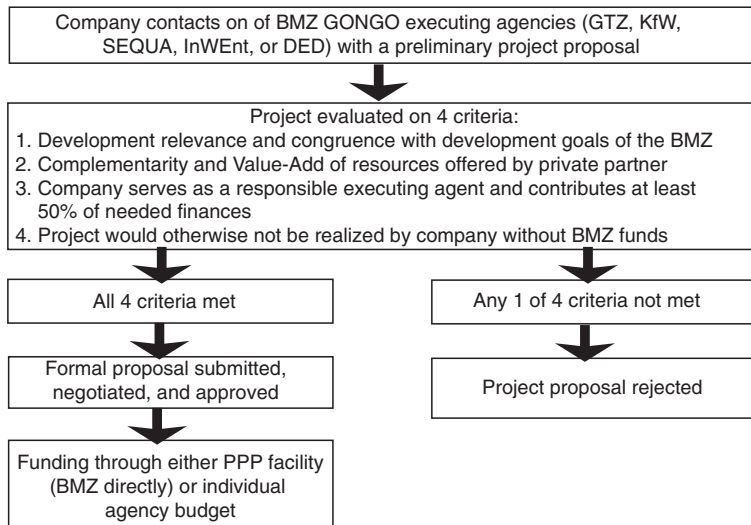 Company contacts on of BMZ GONGO executing agencies (GTZ, KfW,
SEQUA, InWEnt, or DED) with a preliminary project proposal
Project evaluated on 4 criteria:
1. Development relevance and congruence with development goals of the BMZ
2. Complementarity and Value-Add of resources offered by private partner
3. Company serves as a responsible executing agent and contributes at least
50% of needed finances
4. Project would otherwise not be realized by company without BMZ funds
All 4 criteria met
Any 1 of 4 criteria not met
Formal proposal submitted,
negotiated, and approved
Project proposal rejected
Funding through either PPP facility
(BMZ directly) or individual
agency budget